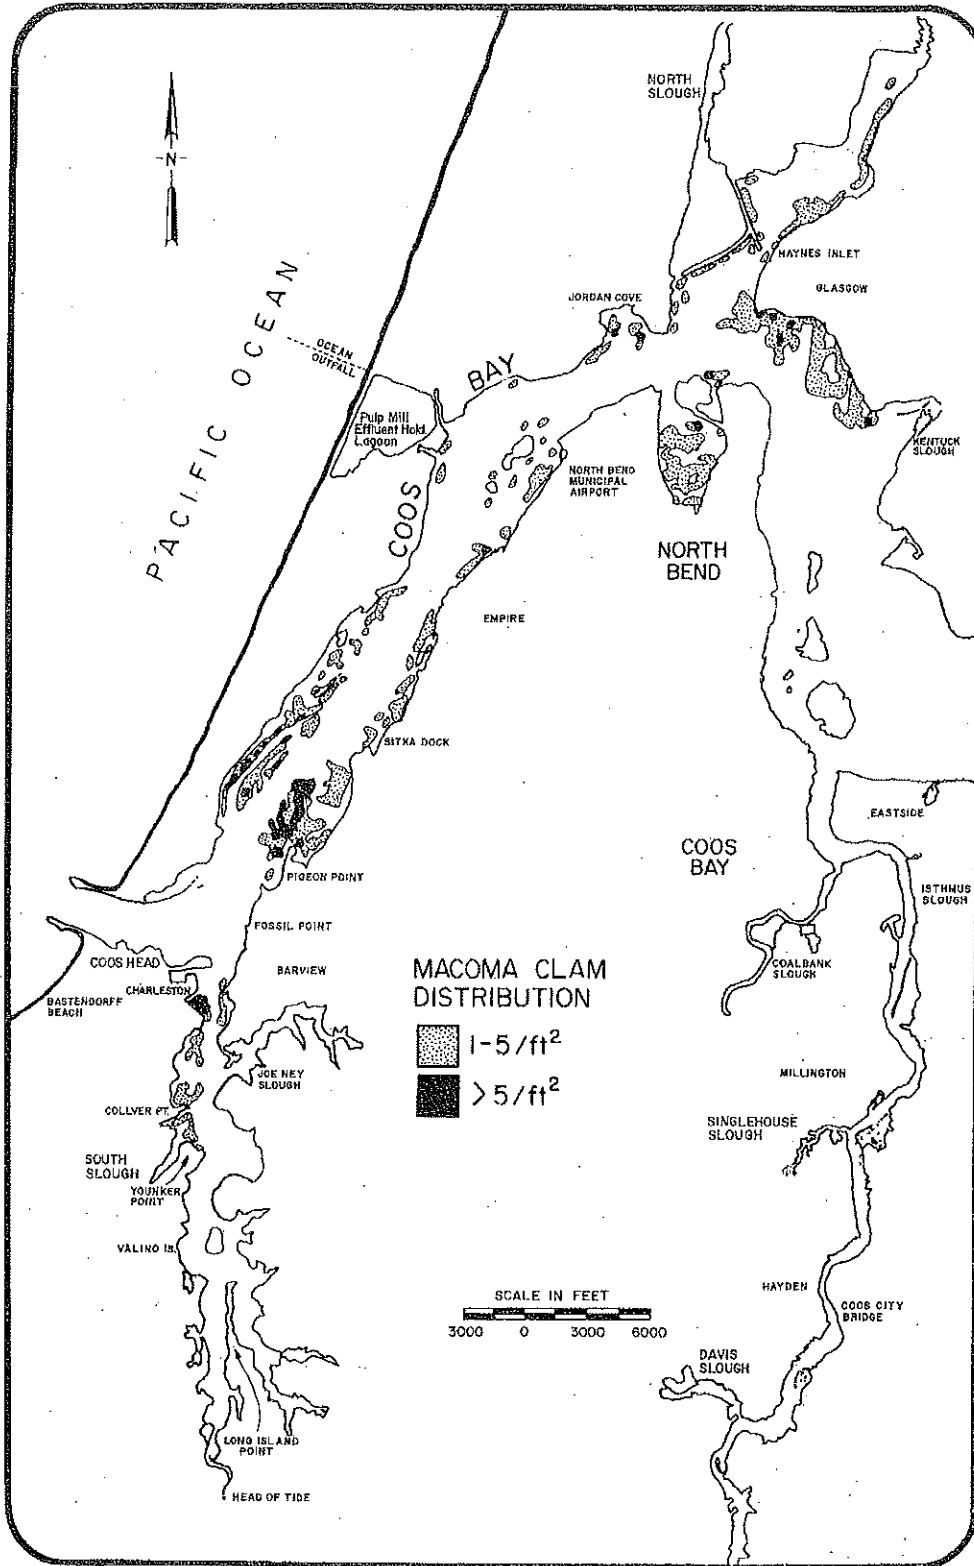 NORTH
SLOUGH
-N-
HAYNES INLET
GLASGOW
JORDAN COVE
PACIFIC OCEAN
OCEAN
OUTFALL
COOS BAY
Pulp Mill
Effluent Hold.
Lagoon
KENTUCK
SLOUGH
NORTH BEND
MUNICIPAL
AIRPORT
NORTH
BEND
EMPIRE
SITKA DOCK
EASTSIDE
COOS
BAY
PIGEON POINT
ISTHMUS
SLOUGH
FOSSIL POINT
COALBANK
SLOUGH
COOS HEAD
BARVIEW
CHARLESTON
BASTENDORFF
BEACH
MACOMA CLAM
DISTRIBUTION
1-5/ft²
>5/ft²
JOE NEY
SLOUGH
MILLINGTON
COLLVER PT.
SINGLEHOUSE
SLOUGH
SOUTH
SLOUGH
YOUNKER
POINT
VALINO IS.
HAYDEN
COOS CITY
BRIDGE
SCALE IN FEET
3000 0 3000 6000
DAVIS
SLOUGH
LONG ISLAND
POINT
HEAD OF TIDE